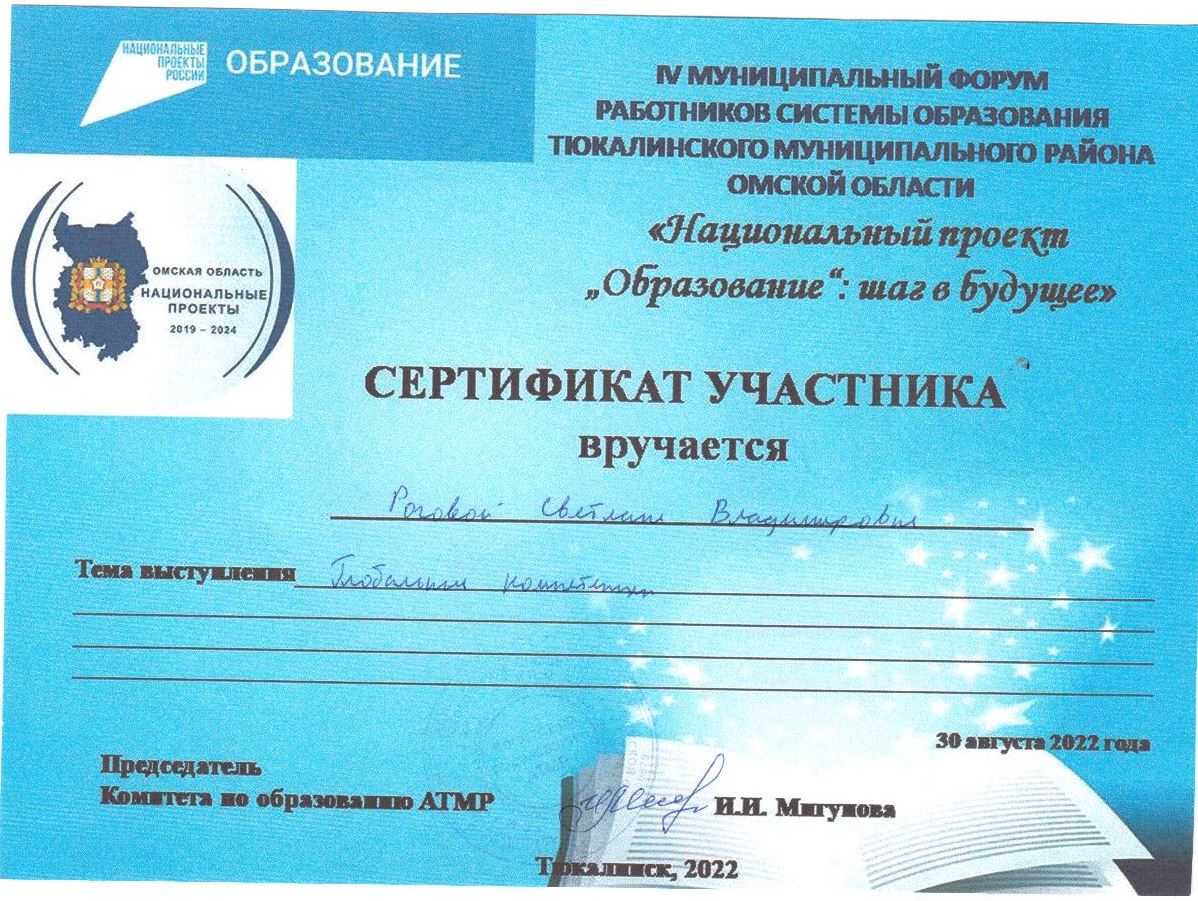 НАЦИОНАЛЬНЫЕ
ПРОЕКТЫ
РОССИИ
ОБРАЗОВАНИЕ
IV МУНИЦИПАЛЬНЫЙ ФОРУМ
РАБОТНИКОВ СИСТЕМЫ ОБРАЗОВАНИЯ
ТЮКАЛИНСКОГО МУНИЦИПАЛЬНОГО РАЙОНА
ОМСКОЙ ОБЛАСТИ
«Национальный проект
„Образование“: шаг в будущее»
ОМСКАЯ ОБЛАСТЬ
НАЦИОНАЛЬНЫЕ
ПРОЕКТЫ
2019 – 2024
СЕРТИФИКАТ УЧАСТНИКА
вручается
Роговой Светлане Владимировне
Тема выступления Глобальные компетенции
30 августа 2022 года
Председатель
Комитета по образованию АТМР И.И. Мигунова
Тюкалинск, 2022